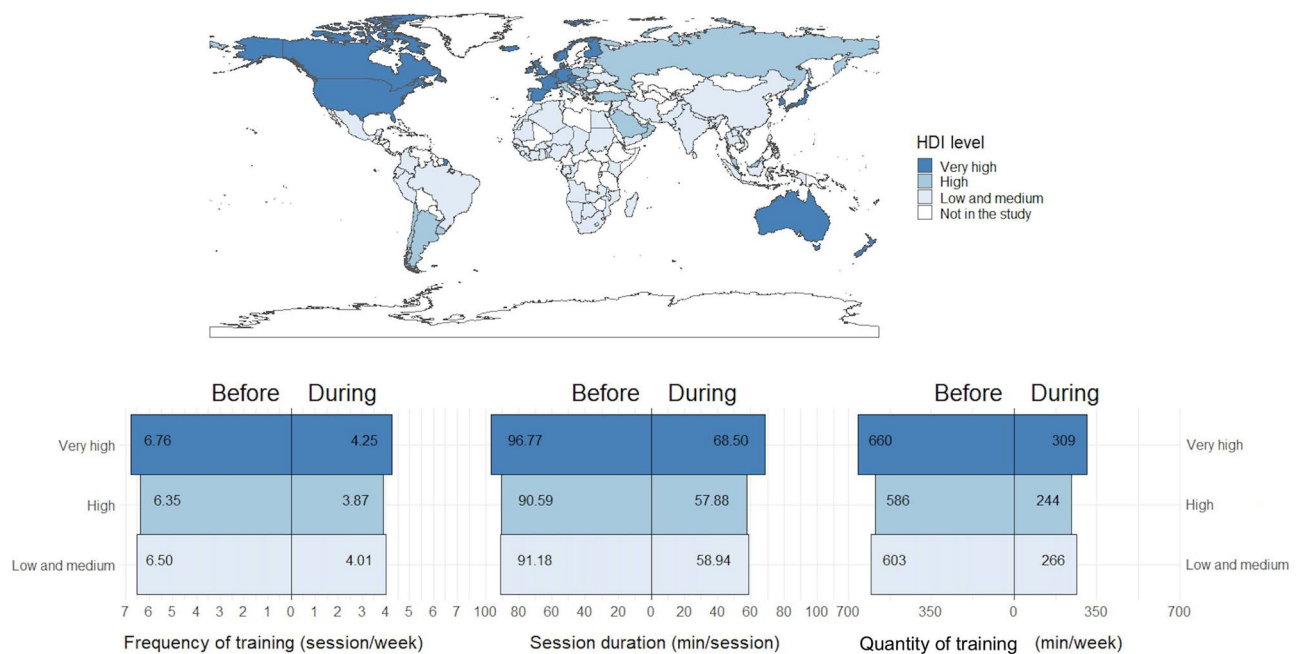 HDI level
Very high
High
Low and medium
Not in the study
Before During Before During Before During
Very high 6.76 4.25 96.77 68.50 660 309 Very high
High 6.35 3.87 90.59 57.88 586 244 High
Low and medium 6.50 4.01 91.18 58.94 603 266 Low and medium
7 6 5 4 3 2 1 0 1 2 3 4 5 6 7 100 80 60 40 20 0 20 40 60 80 100 700 350 0 350 700
Frequency of training (session/week) Session duration (min/session) Quantity of training (min/week)